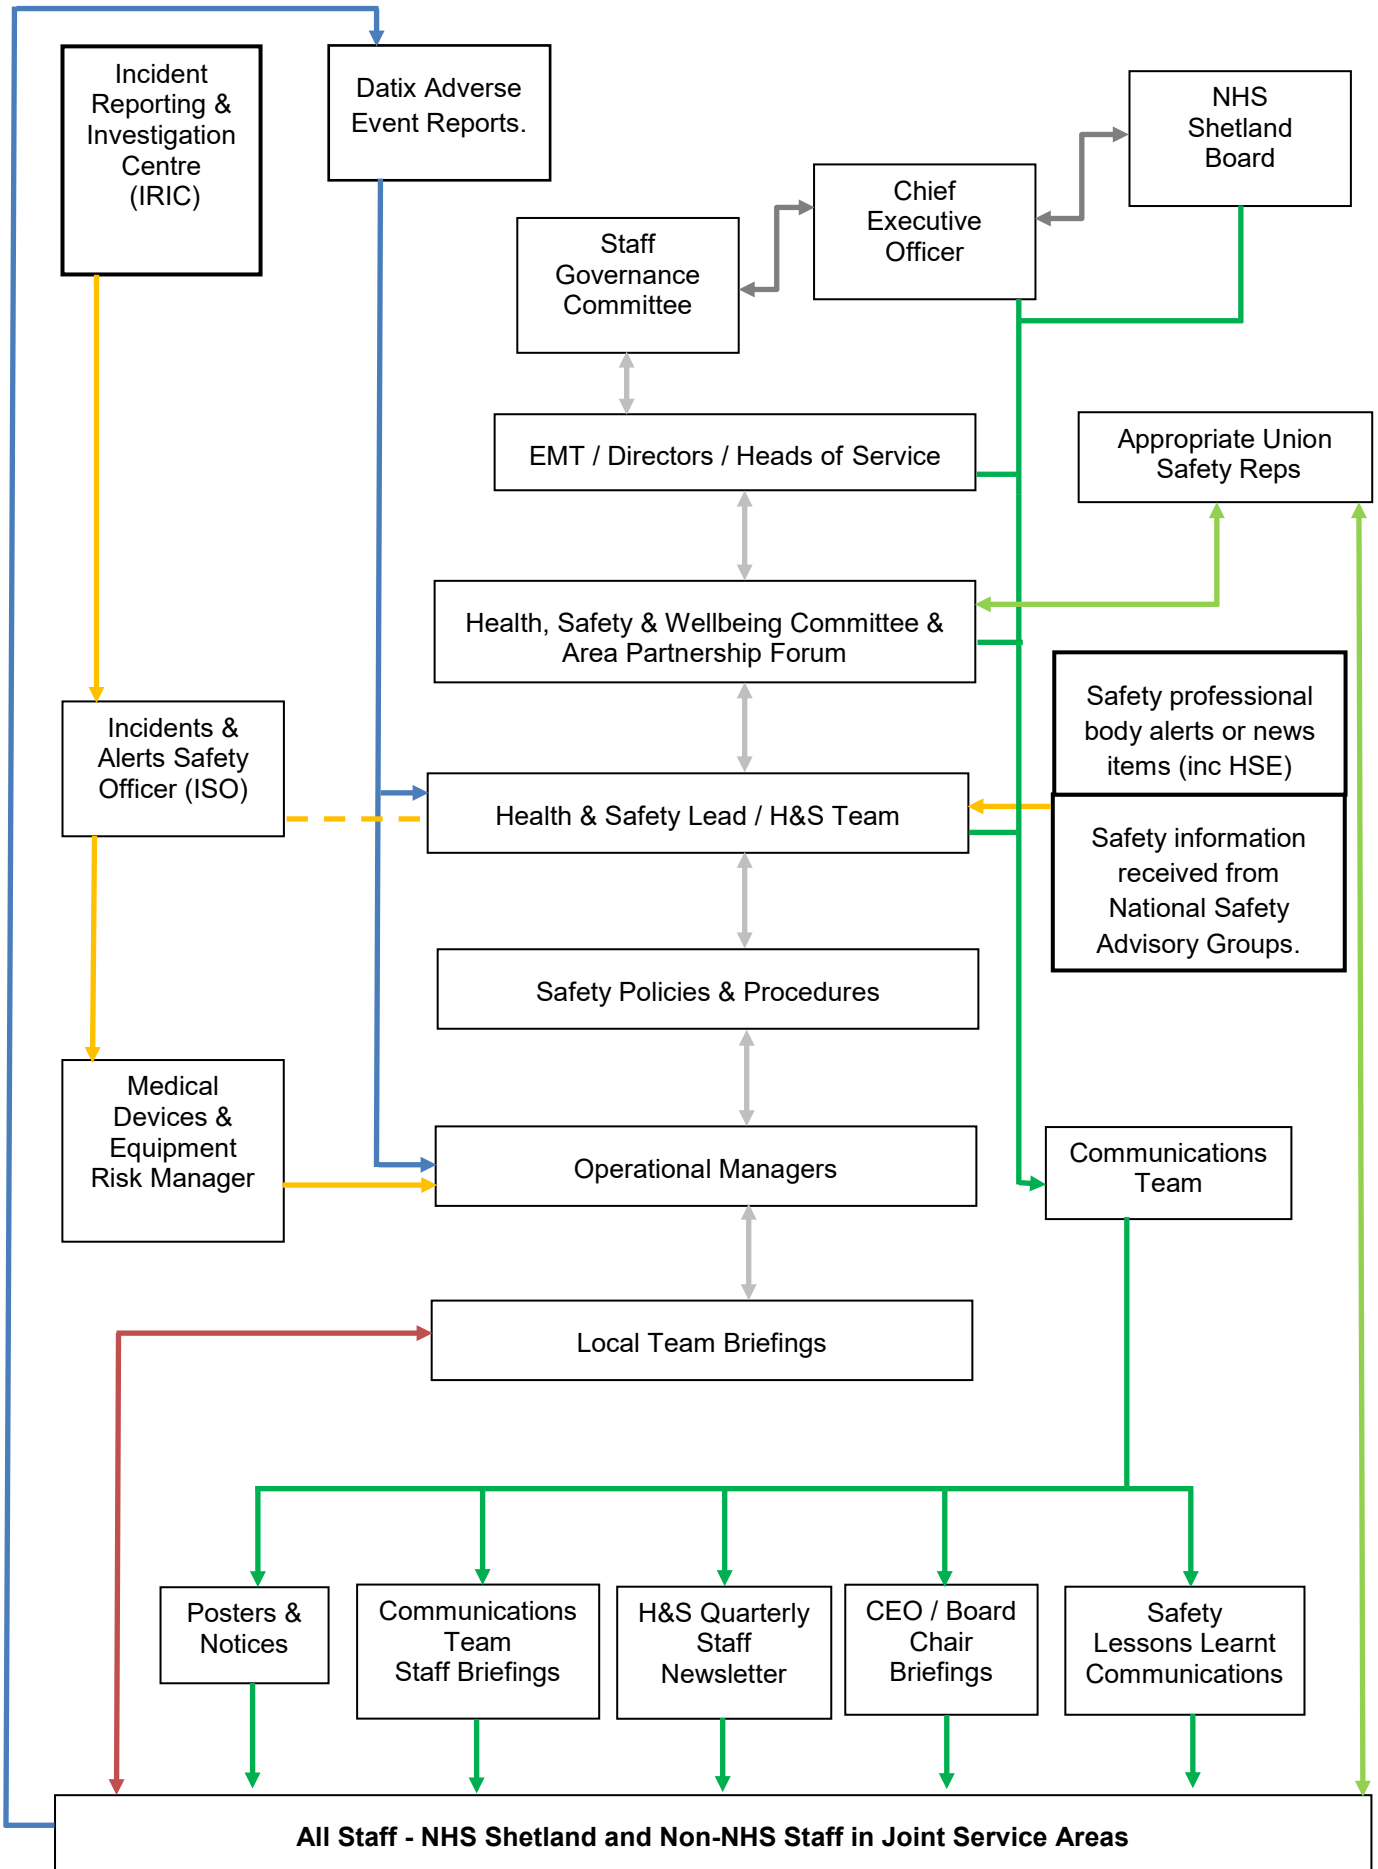 Incident
Reporting &
Investigation
Centre
(IRIC)
Datix Adverse
Event Reports.
NHS
Shetland
Board
Chief
Executive
Officer
Staff
Governance
Committee
EMT / Directors / Heads of Service
Appropriate Union
Safety Reps
Health, Safety & Wellbeing Committee &
Area Partnership Forum
Safety professional
body alerts or news
items (inc HSE)
Incidents &
Alerts Safety
Officer (ISO)
Health & Safety Lead / H&S Team
Safety information
received from
National Safety
Advisory Groups.
Safety Policies & Procedures
Medical
Devices &
Equipment
Risk Manager
Operational Managers
Communications
Team
Local Team Briefings
Posters &
Notices
Communications
Team
Staff Briefings
H&S Quarterly
Staff
Newsletter
CEO / Board
Chair
Briefings
Safety
Lessons Learnt
Communications
All Staff - NHS Shetland and Non-NHS Staff in Joint Service Areas